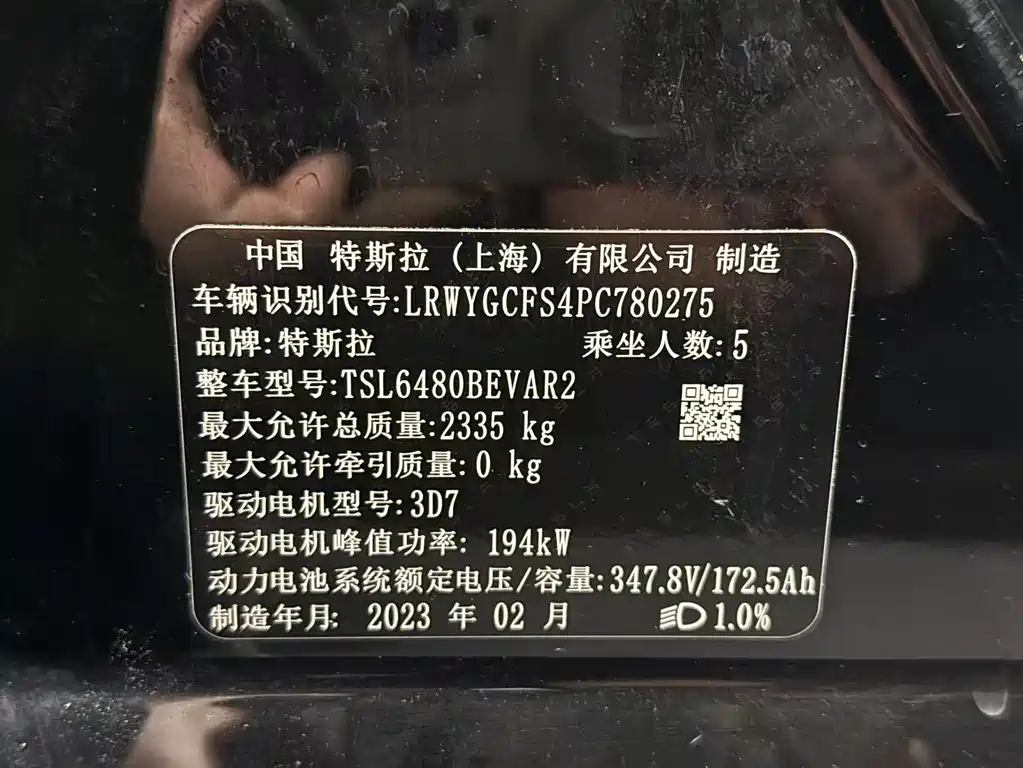 中国 特斯拉（上海）有限公司 制造
车辆识别代号:LRWYGCFS4PC780275
品牌:特斯拉 乘坐人数:5
整车型号:TSL6480BEVAR2
最大允许总质量:2335 kg
最大允许牵引质量:0 kg
驱动电机型号:3D7
驱动电机峰值功率: 194kW
动力电池系统额定电压/容量:347.8V/172.5Ah
制造年月: 2023 年 02 月 1.0%